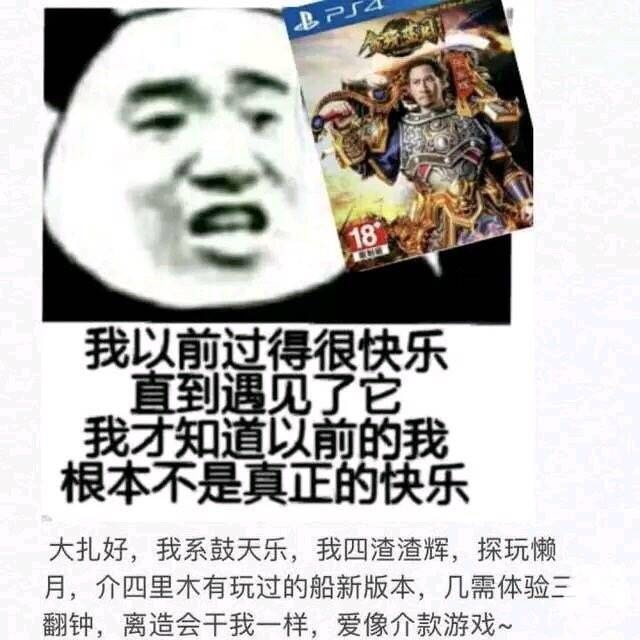 PS4
18+
我以前过得很快乐
直到遇见了它
我才知道以前的我
根本不是真正的快乐
大扎好，我系鼓天乐，我四渣渣辉，探玩懒
月，介四里木有玩过的船新版本，几需体验三
翻钟，离造会干我一样，爱像介款游戏~